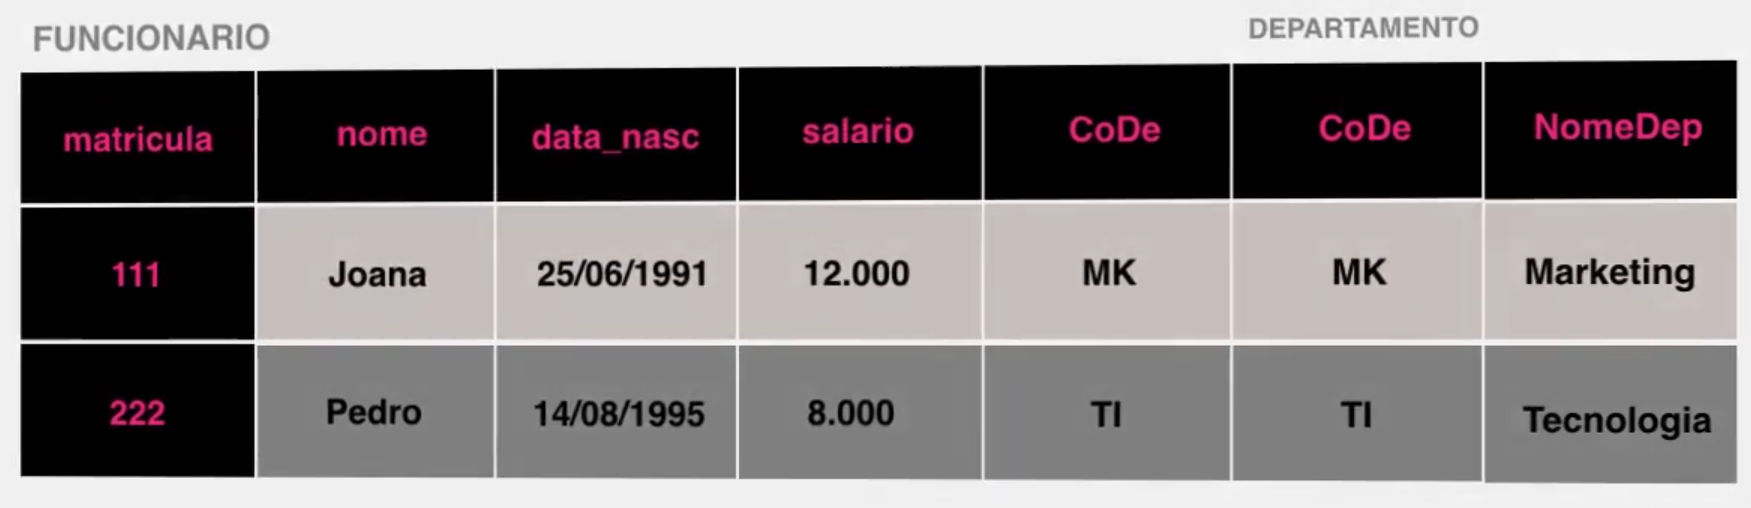 FUNCIONARIO DEPARTAMENTO
matricula nome data_nasc salario CoDe CoDe NomeDep
111 Joana 25/06/1991 12.000 MK MK Marketing
222 Pedro 14/08/1995 8.000 TI TI Tecnologia